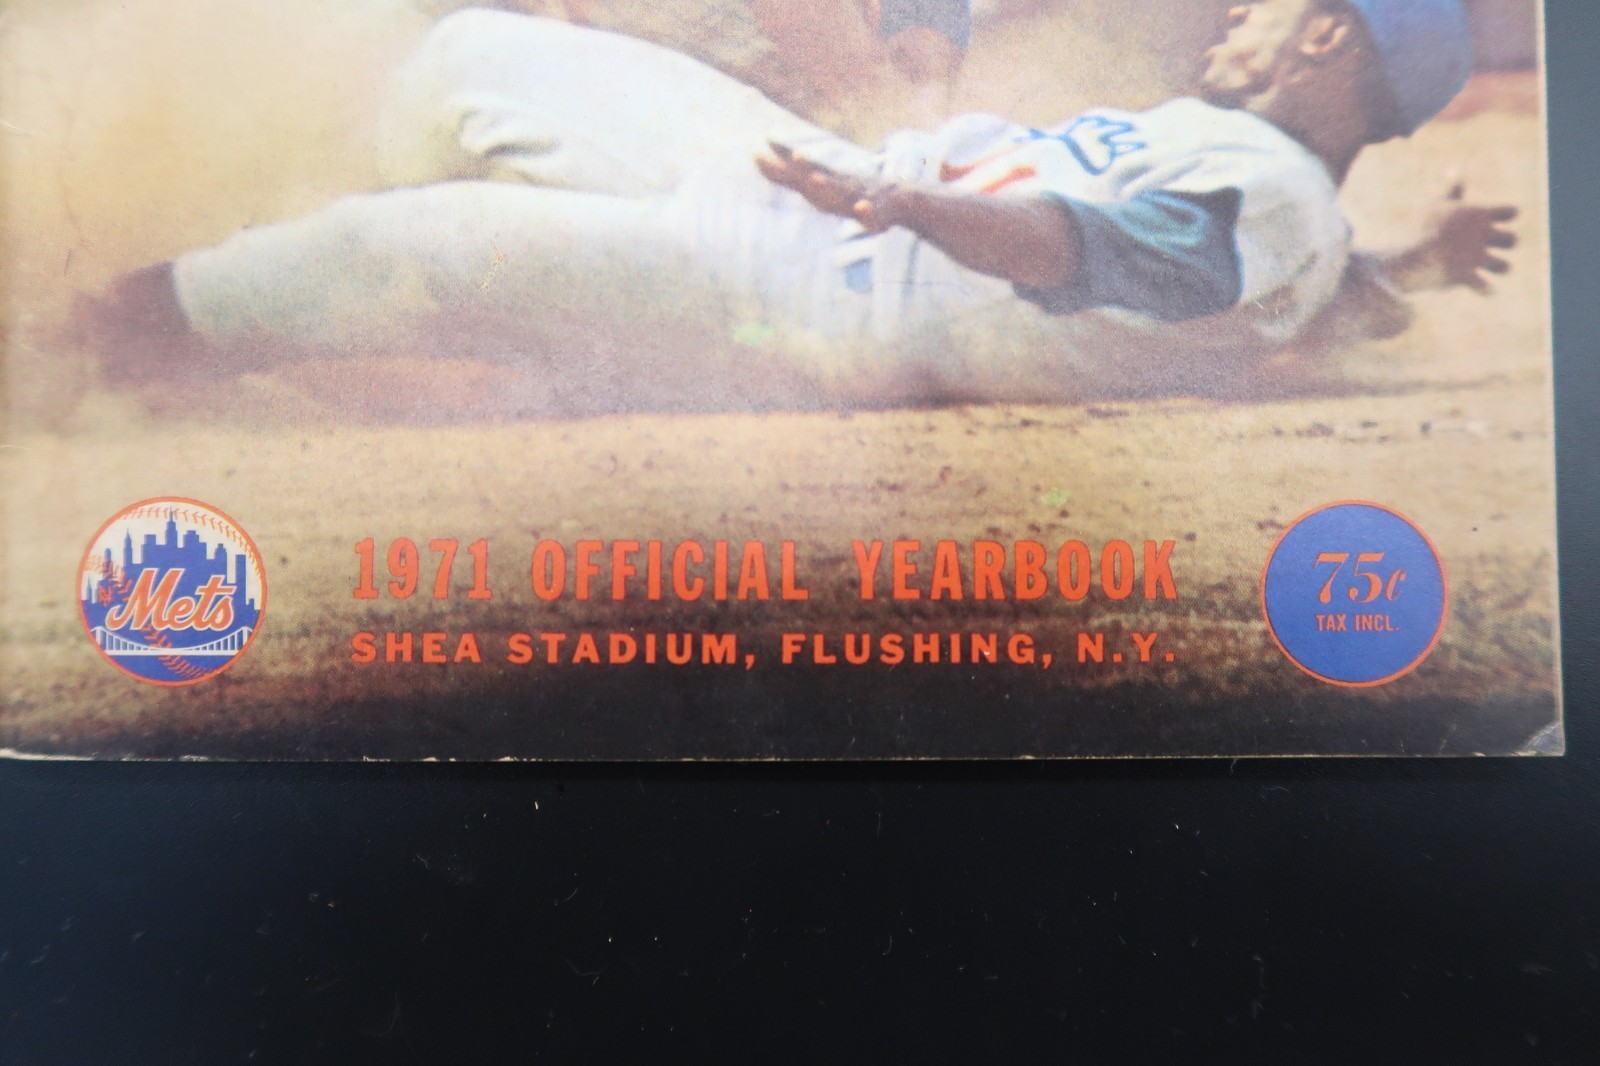 Mets
1971 OFFICIAL YEARBOOK
SHEA STADIUM, FLUSHING, N.Y.
75¢
TAX INCL.